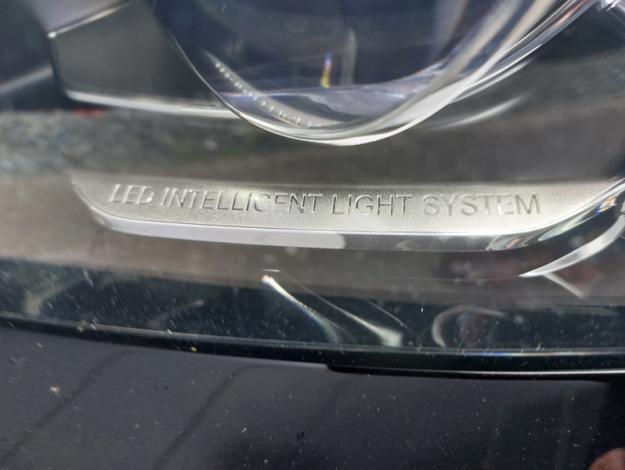 LED INTELLIGENT LIGHT SYSTEM